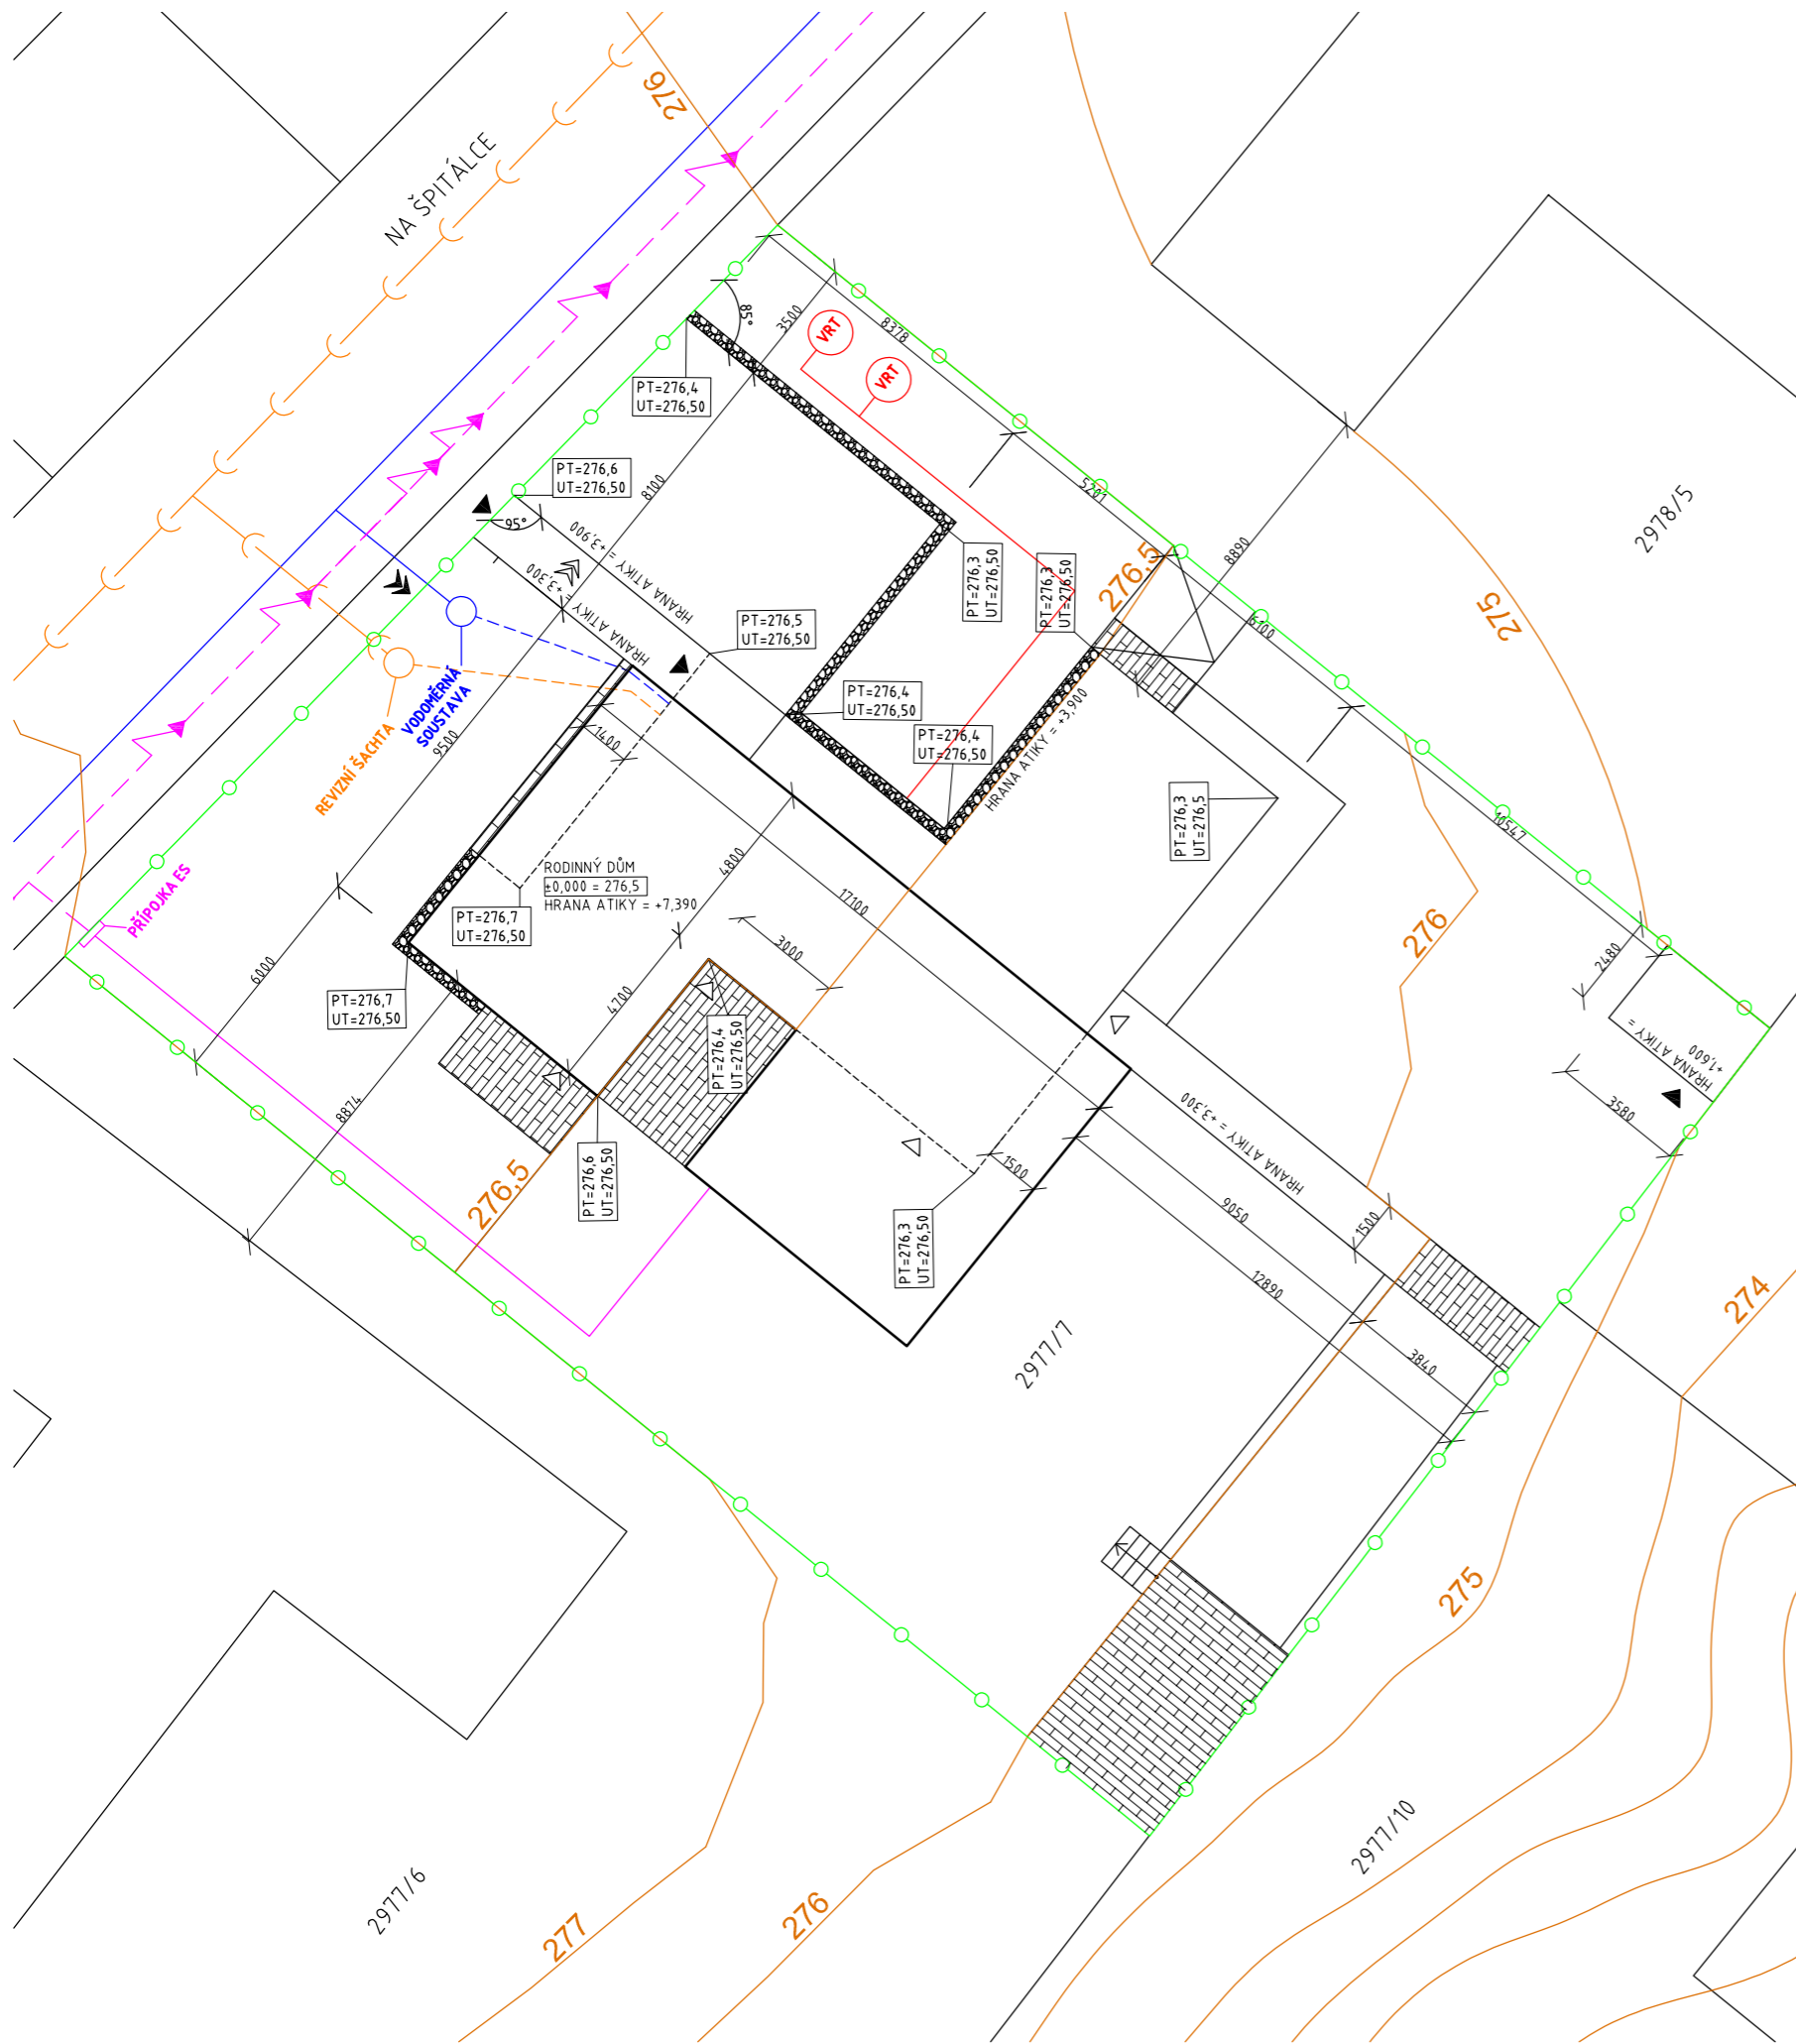 276
NA ŠPITÁLCE
85°
3500
VRT
8378
VRT
PT=276,4
UT=276,50
PT=276,6
UT=276,50
8100
5201
95°
8890
2978/5
HRANA ATIKY = +3,900
HRANA ATIKY = +3,300
PT=276,3
UT=276,50
PT=276,3
UT=276,50
276,5
275
6100
PT=276,5
UT=276,50
PT=276,4
UT=276,50
PT=276,4
UT=276,50
HRANA ATIKY = +3,900
VODOMĚRNÁ
SOUSTAVA
REVIZNÍ ŠACHTA
9500
1400
PŘÍPOJKA ES
PT=276,3
UT=276,5
10547
RODINNÝ DŮM
±0,000 = 276,5
HRANA ATIKY = +7,390
4800
17100
PT=276,7
UT=276,50
276
3000
2480
6000
4700
PT=276,7
UT=276,50
PT=276,4
UT=276,50
HRANA ATIKY =
+1,600
3580
8874
PT=276,6
UT=276,50
276,5
1500
HRANA ATIKY = +3,300
PT=276,3
UT=276,50
9050
1500
12890
274
3840
2977/7
275
2977/10
2977/6
276
277